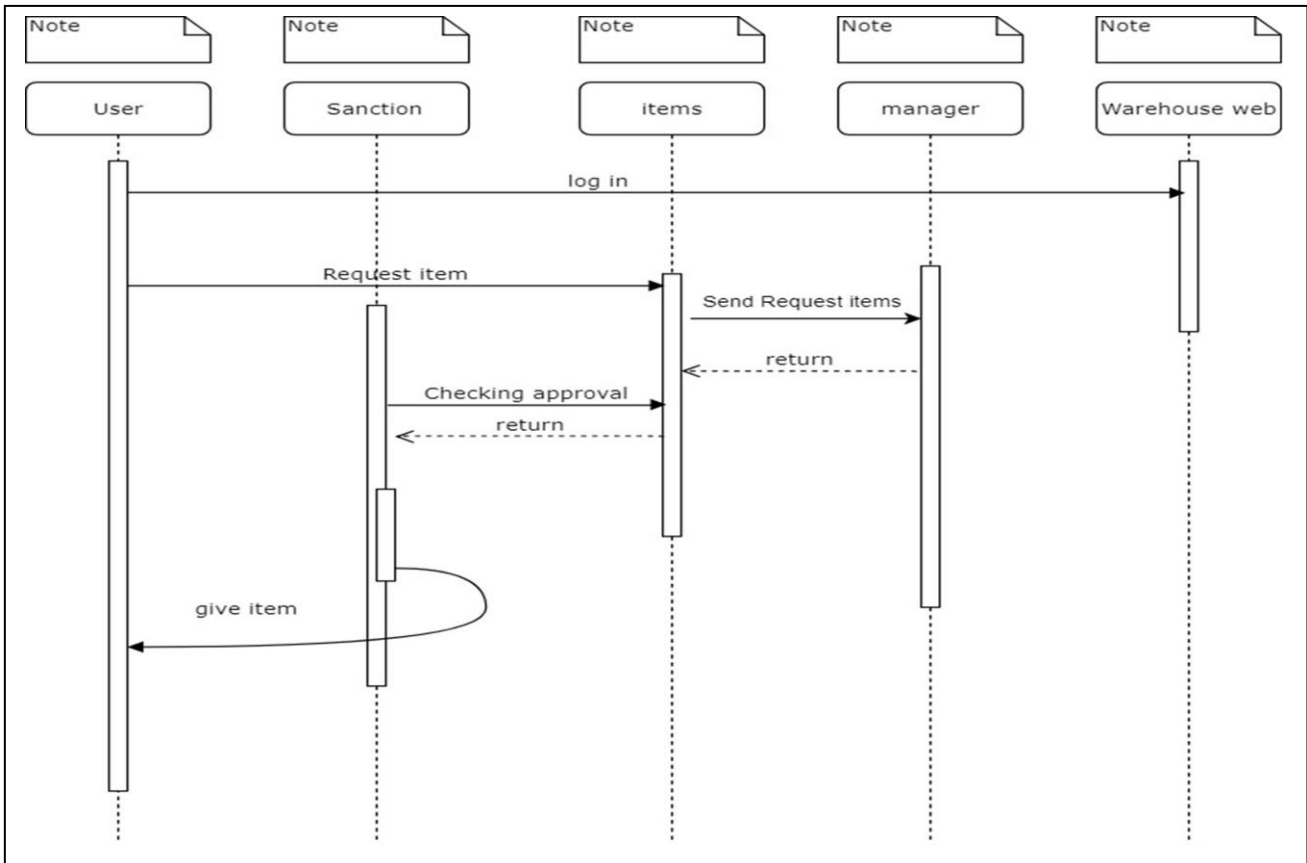 Note
Note
Note
Note
Note
User
Sanction
items
manager
Warehouse web
log in
Request item
Send Request items
return
Checking approval
return
give item